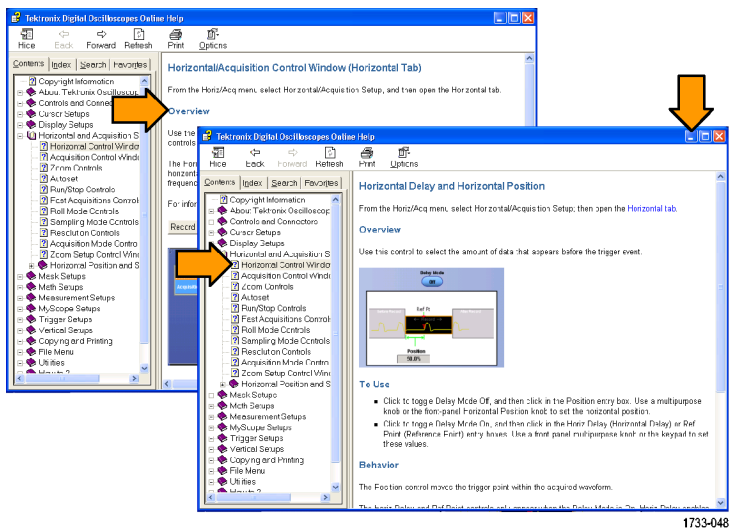 Tektronix Digital Oscilloscopes Online Help
Hice Back Forward Refresh Print Options
Contents Index Search Favorites
Copyright Information
About Tektronix Oscilloscop
Controls and Connec
Cursor Setups
Display Setups
Horizontal and Acquisition S
Horizontal Control Window
Acquisition Control Windo
Zoom Controls
Autoset
Run/Stop Controls
Fast Acquisitions Controls
Roll Mode Controls
Sampling Mode Controls
Resolution Controls
Acquisition Mode Contro
Zoom Setup Control Win
Horizontal Position and S
Mask Setups
Math Setups
Measurement Setups
MyScope Setups
Trigger Setups
Vertical Setups
Copying and Printing
File Menu
Utilities
Horizontal/Acquisition Control Window (Horizontal Tab)
From the Horiz/Acq menu, select Horizontal/Acquisition Setup, and then open the Horizontal tab.
Overview
Use the
controls
The Hori
horizonta
frequenc
For infor
Record
Tektronix Digital Oscilloscopes Online Help
Hice Back Forward Refresh Print Options
Contents Index Search Favorites
Copyright Information
About Tektronix Oscilloscop
Controls and Connectors
Cursor Setups
Display Setups
Horizontal and Acquisition S
Horizontal Control Window
Acquisition Control Windo
Zoom Controls
Autoset
Run/Stop Controls
Fast Acquisitions Controls
Roll Mode Controls
Sampling Mode Controls
Resolution Controls
Acquisition Mode Contro
Zoom Setup Control Win
Horizontal Position and S
Mask Setups
Math Setups
Measurement Setups
MyScope Setups
Trigger Setups
Vertical Setups
Copying and Printing
File Menu
Utilities
Horizontal Delay and Horizontal Position
From the Horiz/Acq menu select Horizontal/Acquisition Setup; then open the Horizontal tab.
Overview
Use this control to select the amount of data that appears before the trigger event.
Delay Mode
Off
Ref Pt
Position
50.0%
To Use
Click to toggle Delay Mode Off, and then click in the Position entry box. Use a multipurpose
knob or the front-panel Horizontal Position knob to set the horizontal position.
Click to toggle Delay Mode On, and then click in the Horiz Delay (Horizontal Delay) or Ref
Point (Reference Point) entry boxes. Use a front panel multipurpose knob or the keypad to set
these values.
Behavior
The Position control moves the trigger point within the acquired waveform.
1733-048